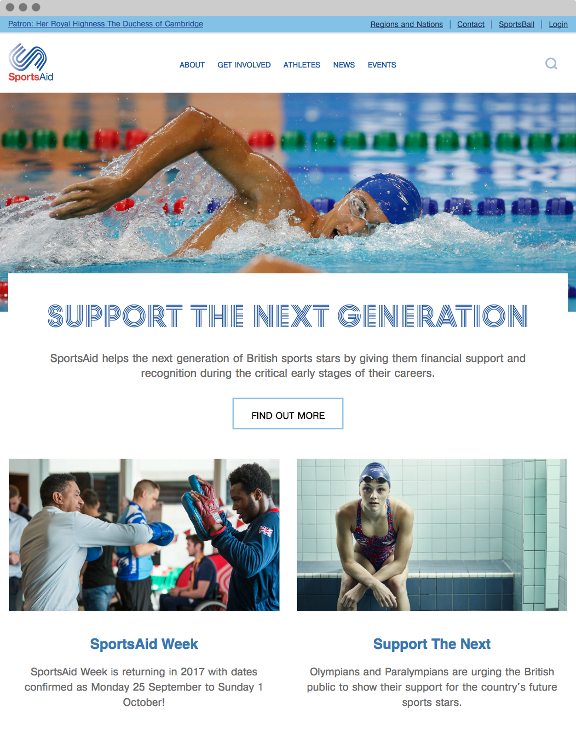 Patron: Her Royal Highness The Duchess of Cambridge
Regions and Nations | Contact | SportsBall | Login
SportsAid
ABOUT GET INVOLVED ATHLETES NEWS EVENTS
SUPPORT THE NEXT GENERATION
SportsAid helps the next generation of British sports stars by giving them financial support and
recognition during the critical early stages of their careers.
FIND OUT MORE
SportsAid Week
SportsAid Week is returning in 2017 with dates
confirmed as Monday 25 September to Sunday 1
October!
Support The Next
Olympians and Paralympians are urging the British
public to show their support for the country's future
sports stars.